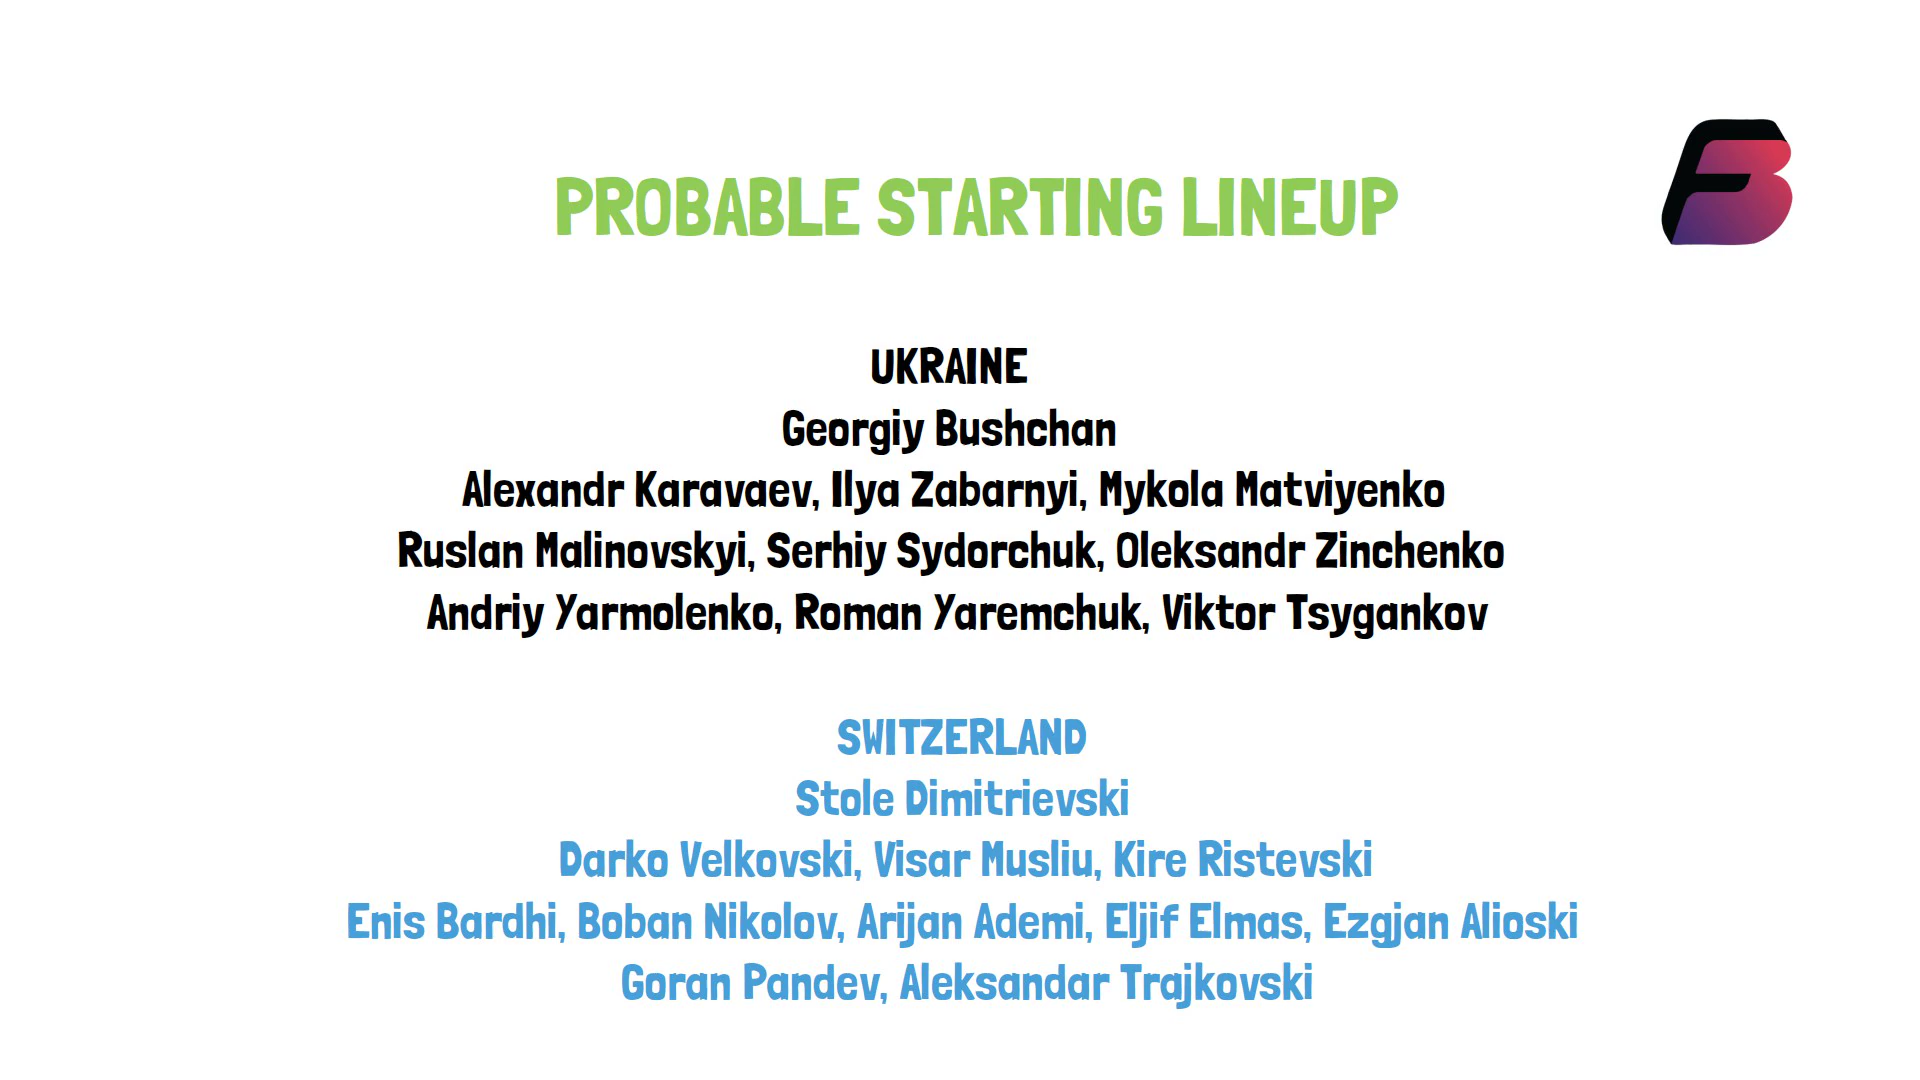 PROBABLE STARTING LINEUP
UKRAINE
Georgiy Bushchan
Alexandr Karavaev, Ilya Zabarnyi, Mykola Matviyenko
Ruslan Malinovskyi, Serhiy Sydorchuk, Oleksandr Zinchenko
Andriy Yarmolenko, Roman Yaremchuk, Viktor Tsygankov
SWITZERLAND
Stole Dimitrievski
Darko Velkovski, Visar Musliu, Kire Ristevski
Enis Bardhi, Boban Nikolov, Arijan Ademi, Eljif Elmas, Ezgjan Alioski
Goran Pandev, Aleksandar Trajkovski